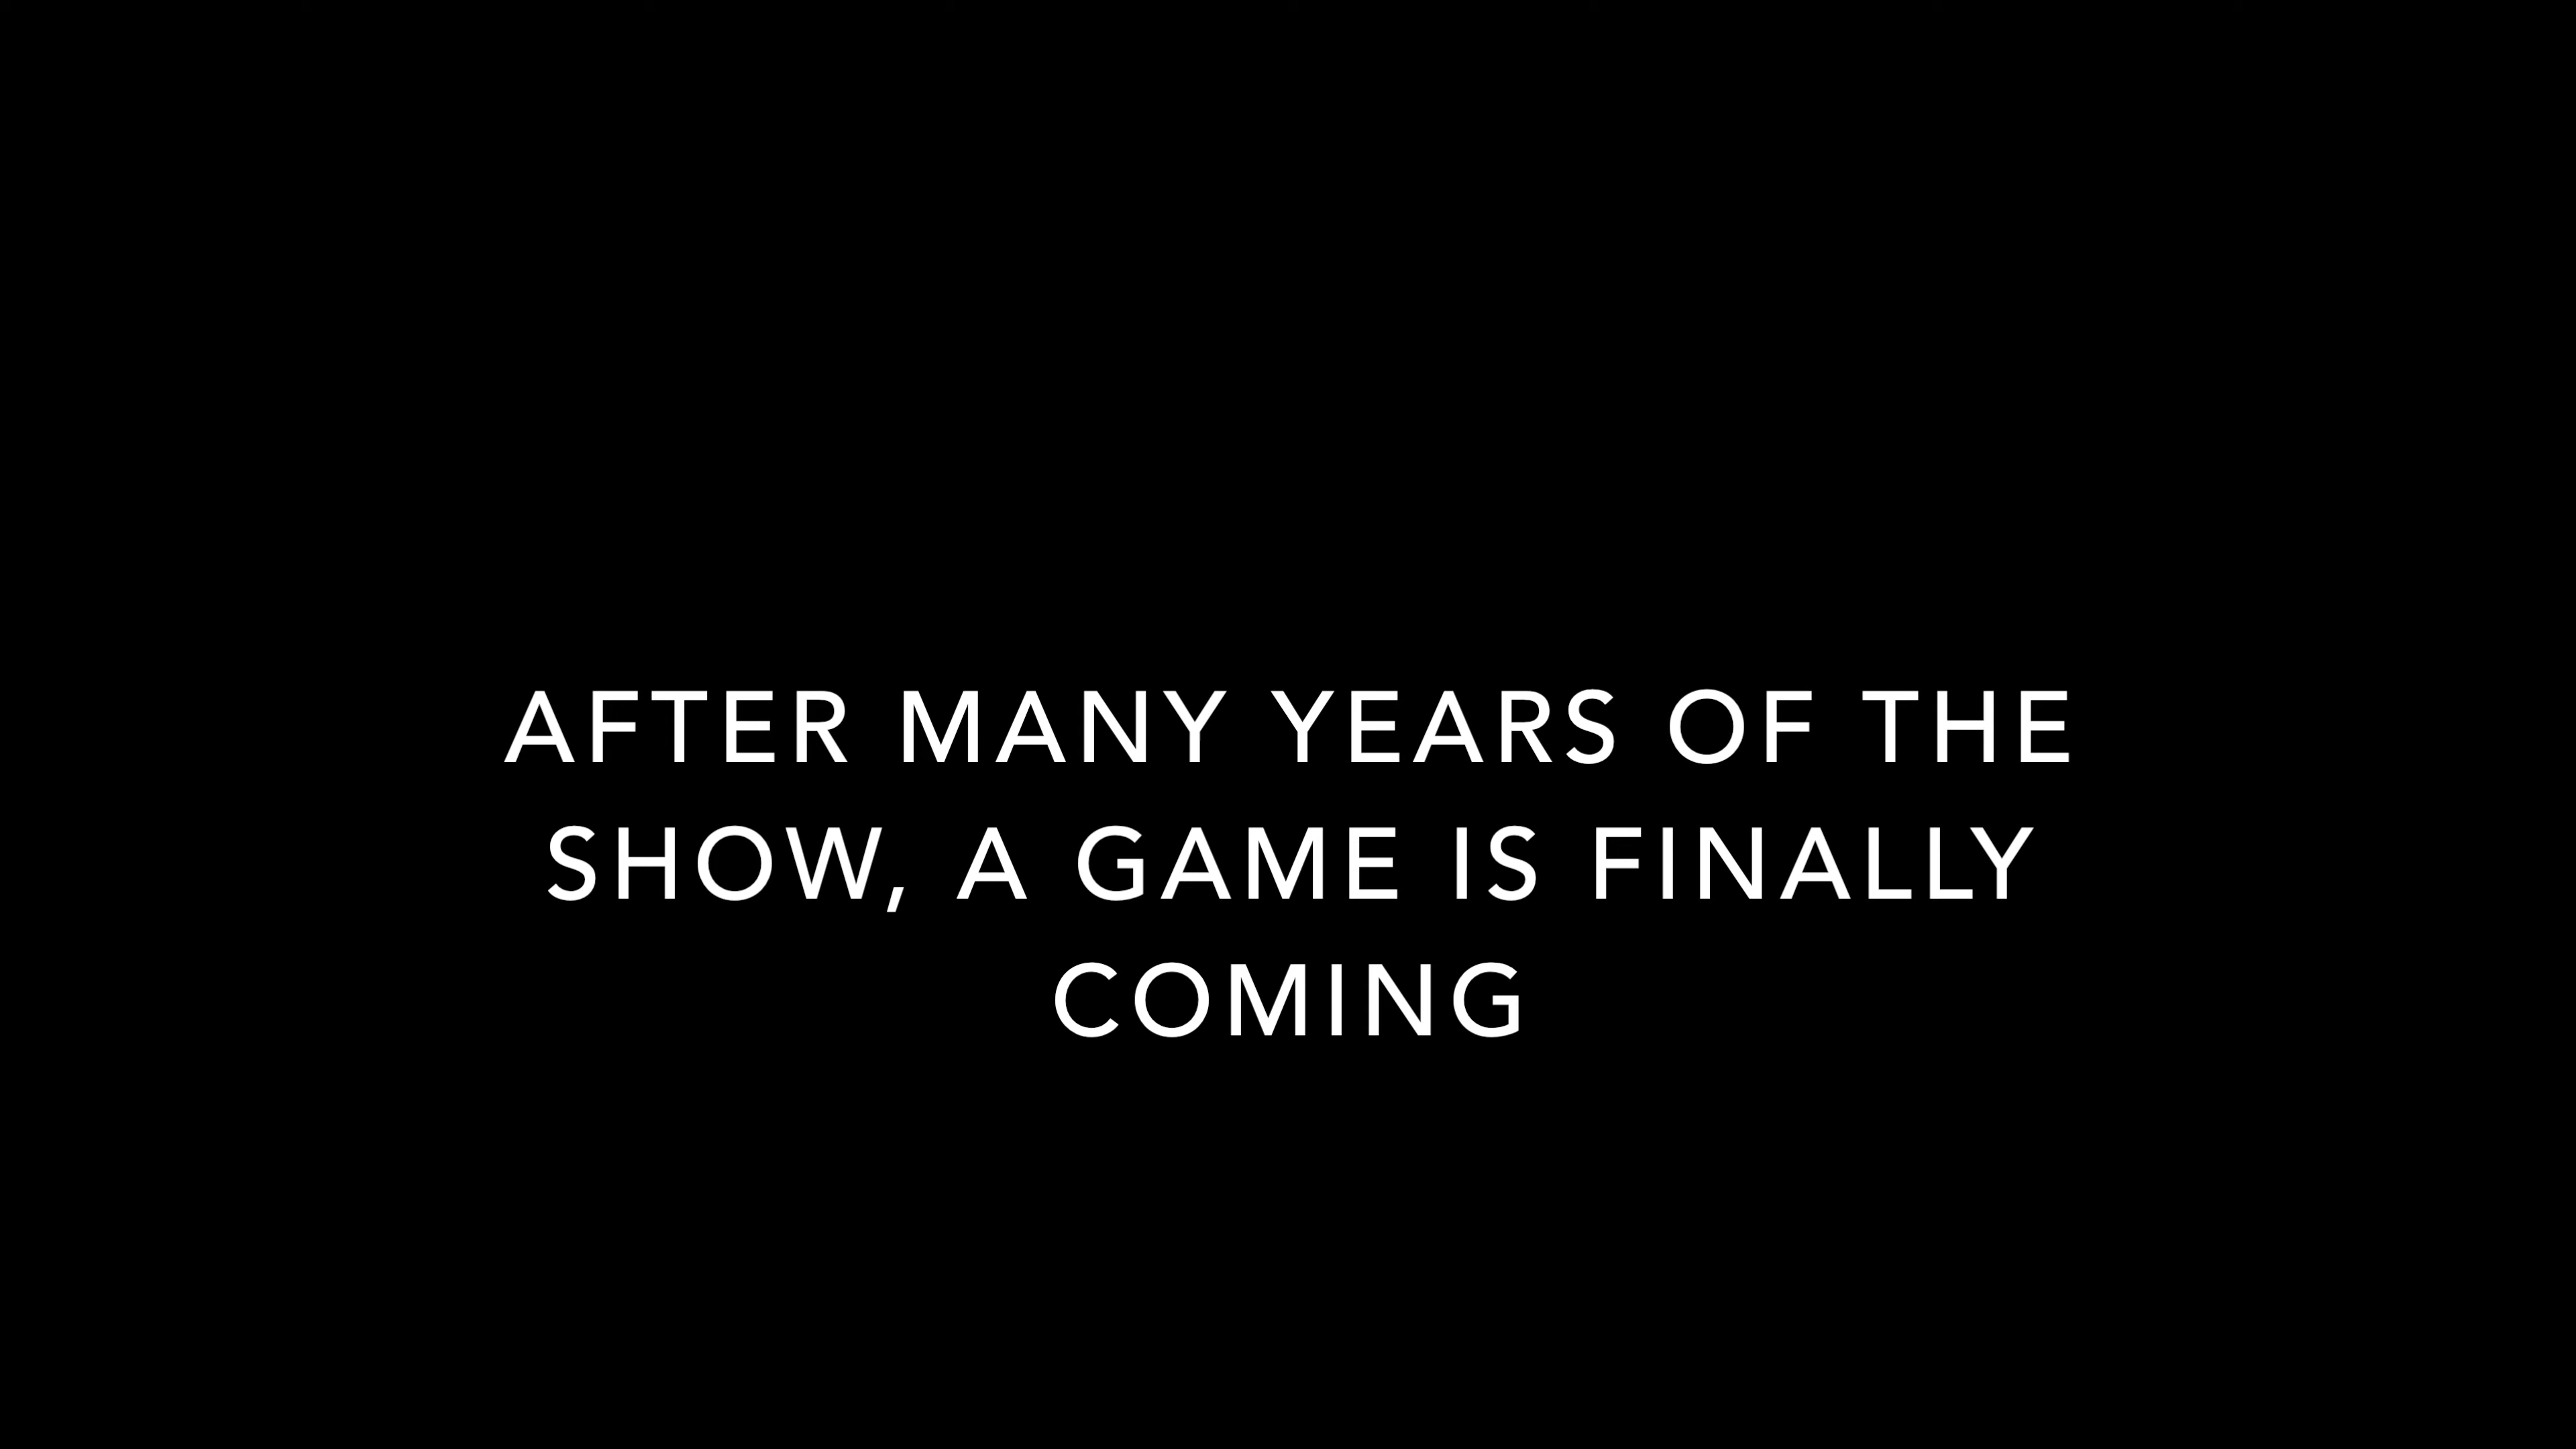 AFTER MANY YEARS OF THE
SHOW, A GAME IS FINALLY
COMING